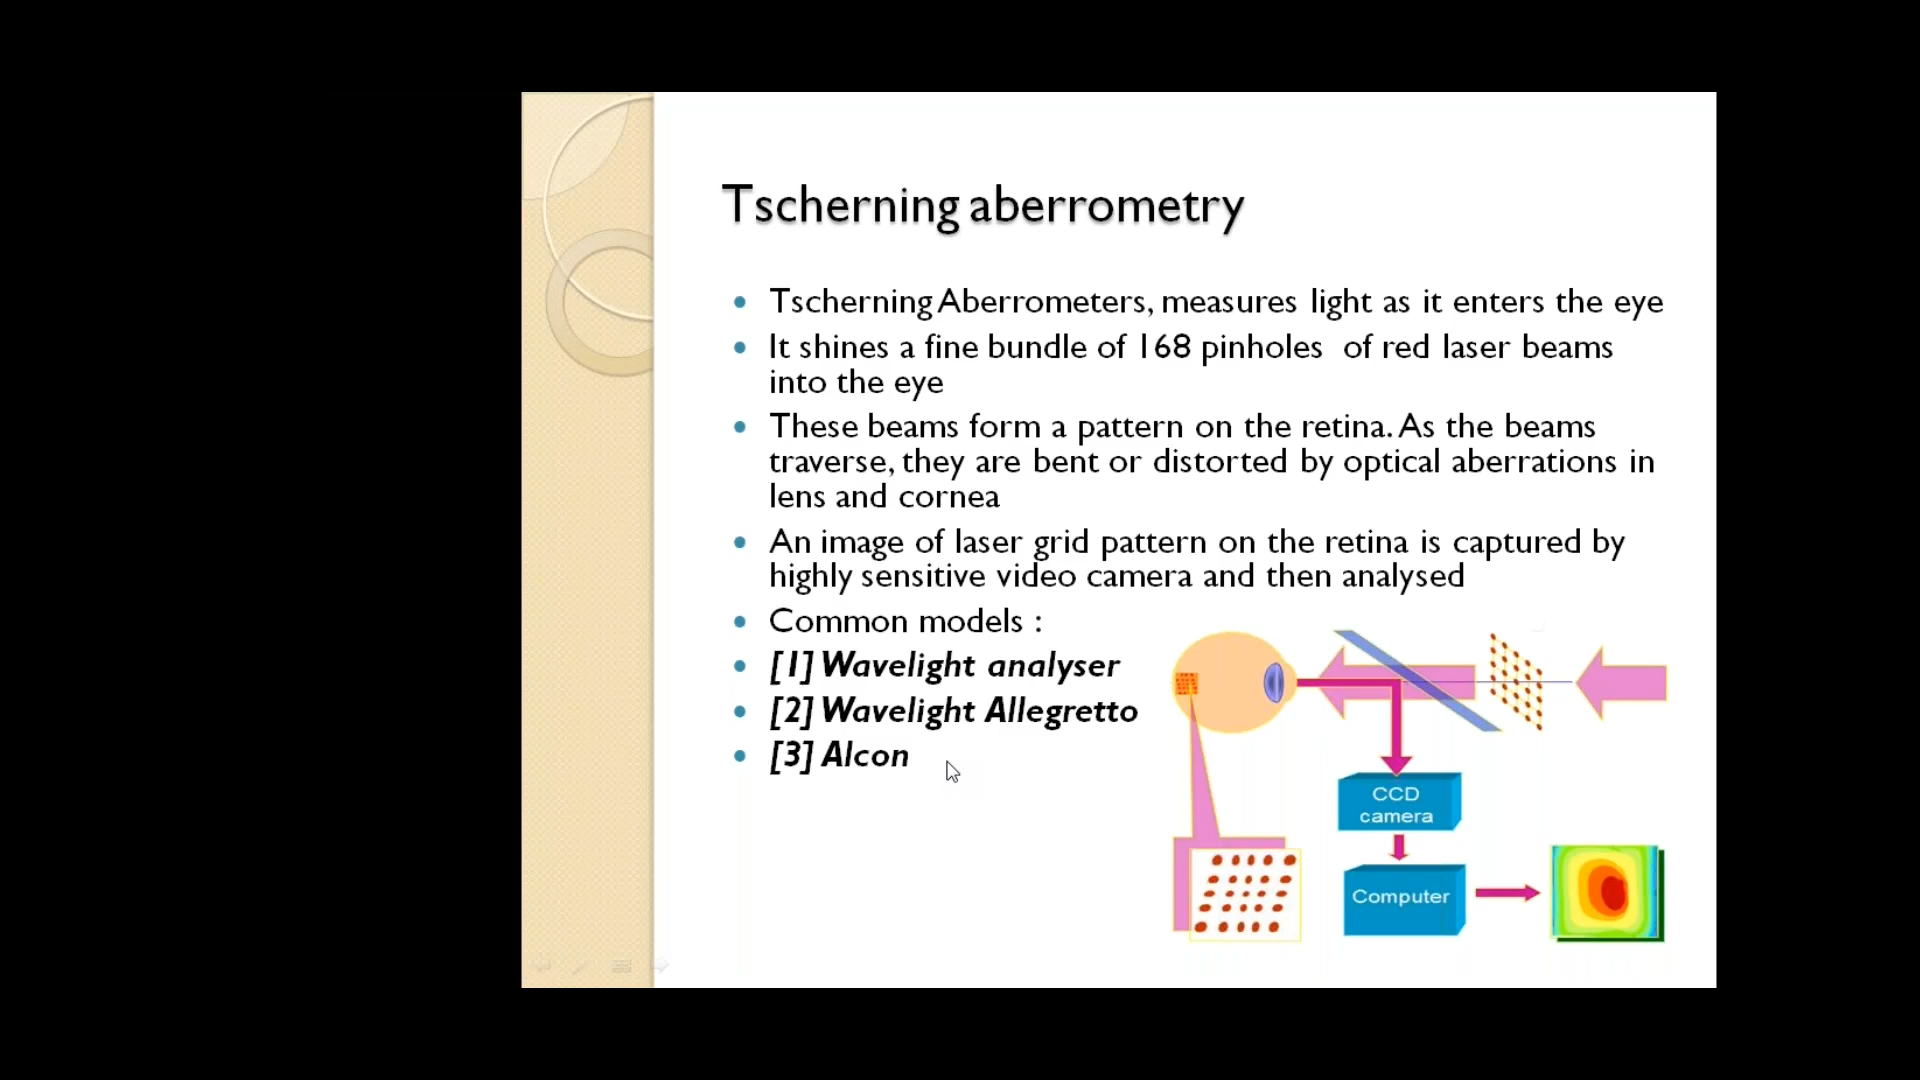 Tscherning aberrometry
Tscherning Aberrometers, measures light as it enters the eye
It shines a fine bundle of 168 pinholes of red laser beams
into the eye
These beams form a pattern on the retina. As the beams
traverse, they are bent or distorted by optical aberrations in
lens and cornea
An image of laser grid pattern on the retina is captured by
highly sensitive video camera and then analysed
Common models :
[1] Wavelight analyser
[2] Wavelight Allegretto
[3] Alcon
CCD
camera
Computer